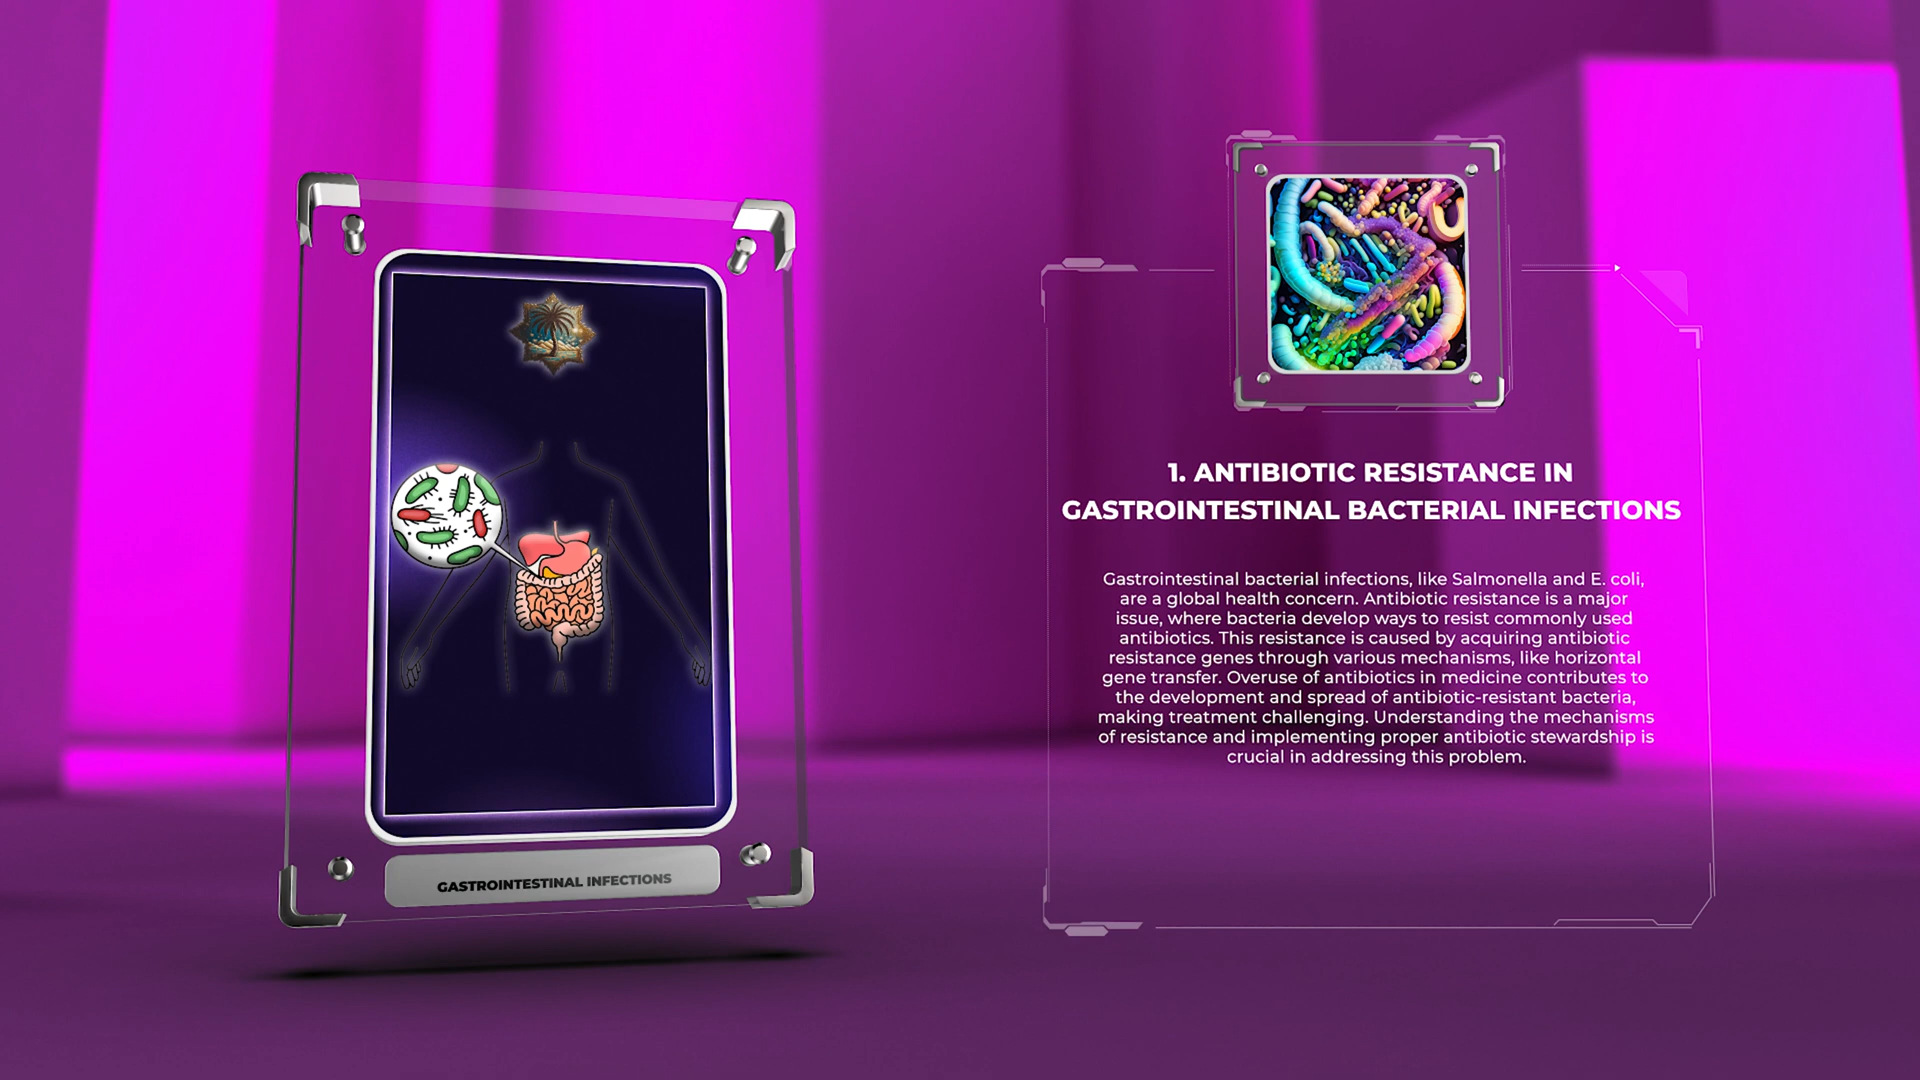 GASTROINTESTINAL INFECTIONS
1. ANTIBIOTIC RESISTANCE IN
GASTROINTESTINAL BACTERIAL INFECTIONS
Gastrointestinal bacterial infections, like Salmonella and E. coli,
are a global health concern. Antibiotic resistance is a major
issue, where bacteria develop ways to resist commonly used
antibiotics. This resistance is caused by acquiring antibiotic
resistance genes through various mechanisms, like horizontal
gene transfer. Overuse of antibiotics in medicine contributes to
the development and spread of antibiotic-resistant bacteria,
making treatment challenging. Understanding the mechanisms
of resistance and implementing proper antibiotic stewardship is
crucial in addressing this problem.